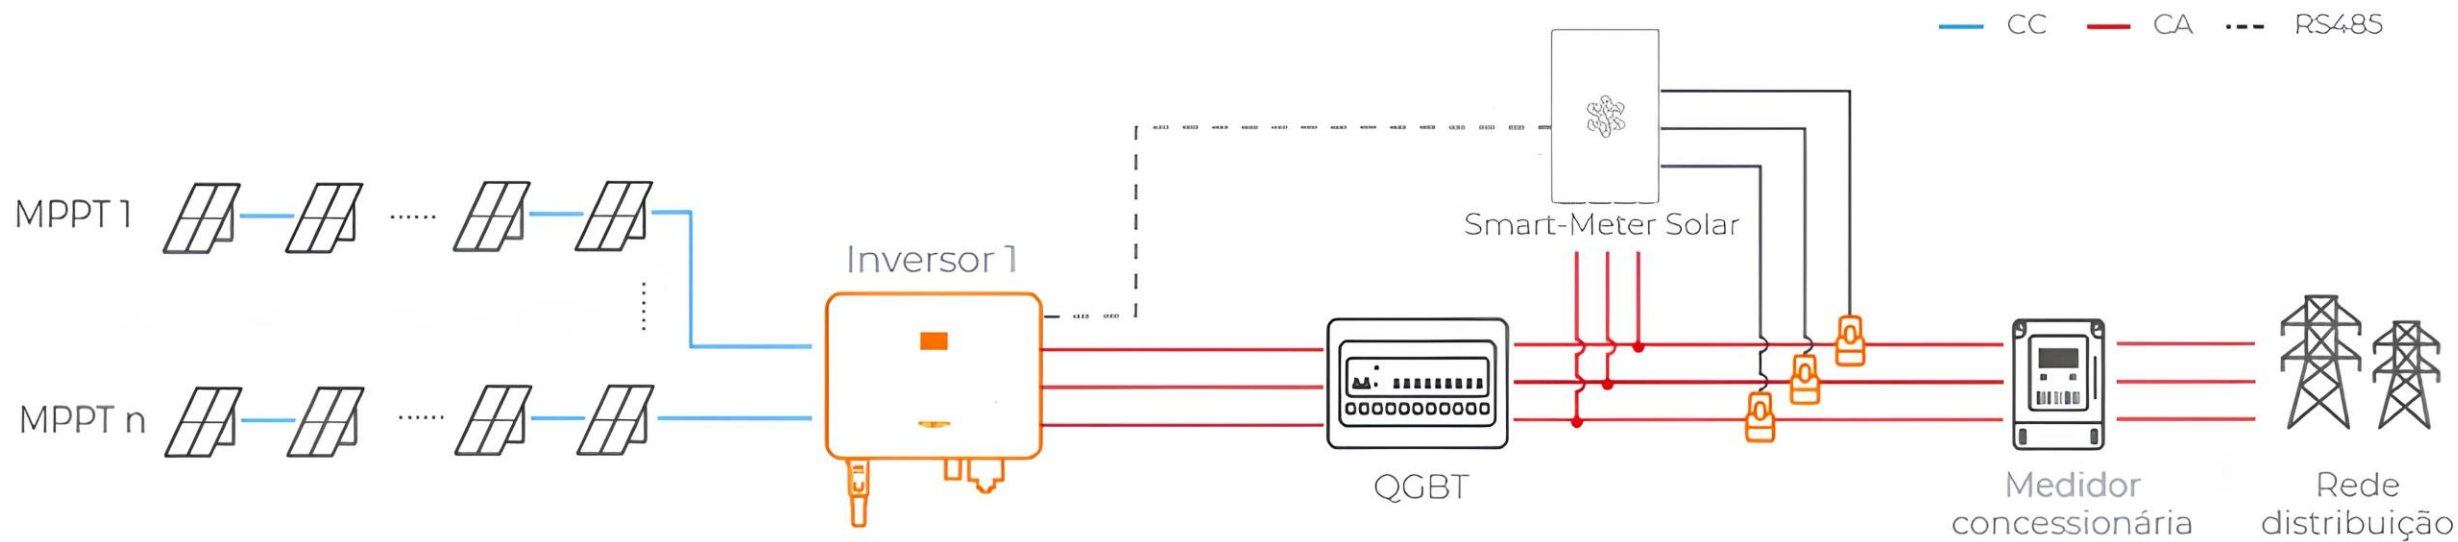 CC CA RS485
MPPT 1
Smart-Meter Solar
Inversor 1
MPPT n
QGBT
Medidor
concessionária
Rede
distribuição